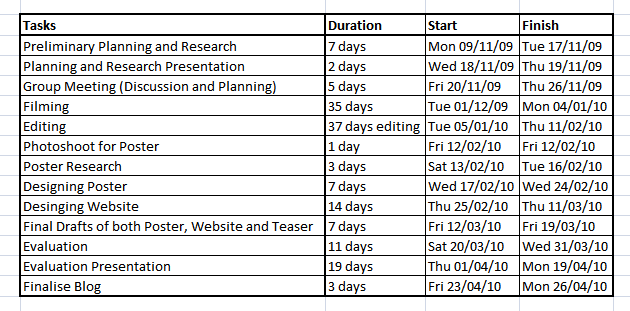 Tasks Duration Start Finish
Preliminary Planning and Research 7 days Mon 09/11/09 Tue 17/11/09
Planning and Research Presentation 2 days Wed 18/11/09 Thu 19/11/09
Group Meeting (Discussion and Planning) 5 days Fri 20/11/09 Thu 26/11/09
Filming 35 days Tue 01/12/09 Mon 04/01/10
Editing 37 days editing Tue 05/01/10 Thu 11/02/10
Photoshoot for Poster 1 day Fri 12/02/10 Fri 12/02/10
Poster Research 3 days Sat 13/02/10 Tue 16/02/10
Designing Poster 7 days Wed 17/02/10 Wed 24/02/10
Desinging Website 14 days Thu 25/02/10 Thu 11/03/10
Final Drafts of both Poster, Website and Teaser 7 days Fri 12/03/10 Fri 19/03/10
Evaluation 11 days Sat 20/03/10 Wed 31/03/10
Evaluation Presentation 19 days Thu 01/04/10 Mon 19/04/10
Finalise Blog 3 days Fri 23/04/10 Mon 26/04/10